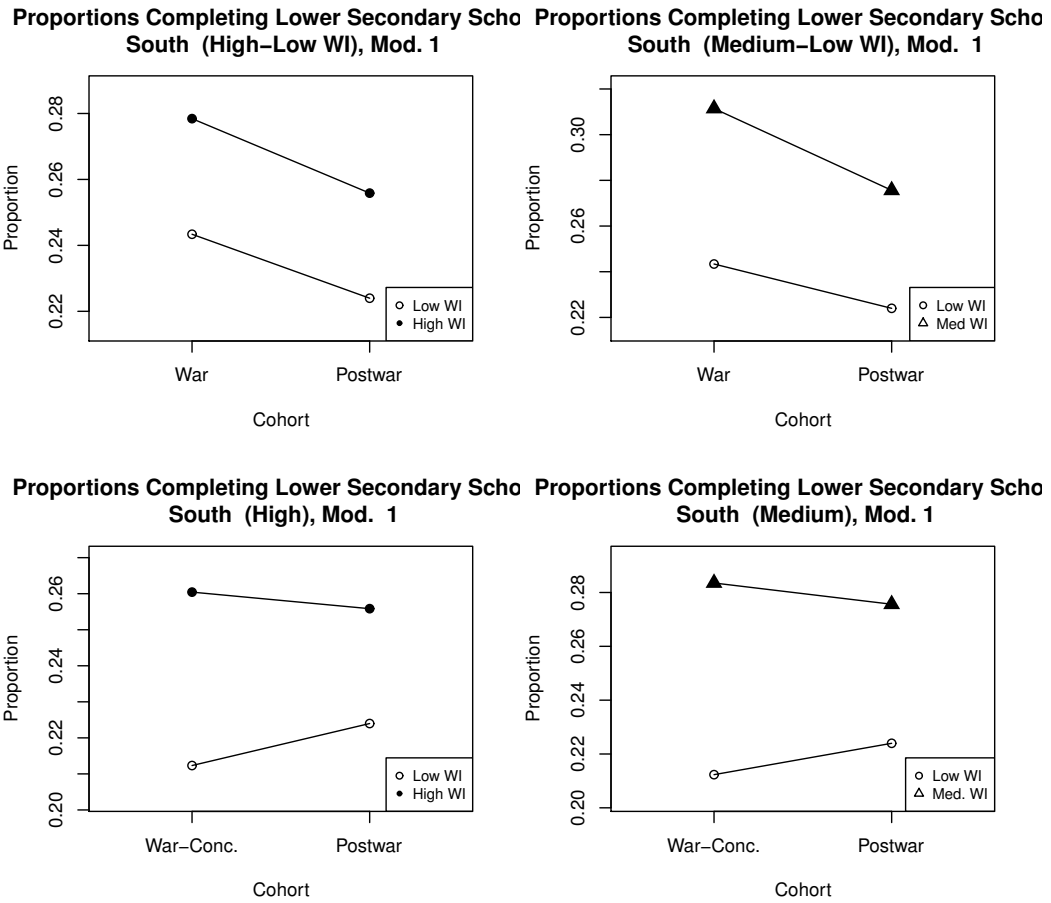 Proportions Completing Lower Secondary Scho
South (High−Low WI), Mod. 1
Proportion
0.28
0.26
0.24
0.22
Low WI
High WI
War
Postwar
Cohort
Proportions Completing Lower Secondary Scho
South (Medium−Low WI), Mod. 1
Proportion
0.30
0.26
0.22
Low WI
Med WI
War
Postwar
Cohort
Proportions Completing Lower Secondary Scho
South (High), Mod. 1
Proportion
0.26
0.24
0.22
0.20
Low WI
High WI
War−Conc.
Postwar
Cohort
Proportions Completing Lower Secondary Scho
South (Medium), Mod. 1
Proportion
0.28
0.26
0.24
0.22
0.20
Low WI
Med. WI
War−Conc.
Postwar
Cohort